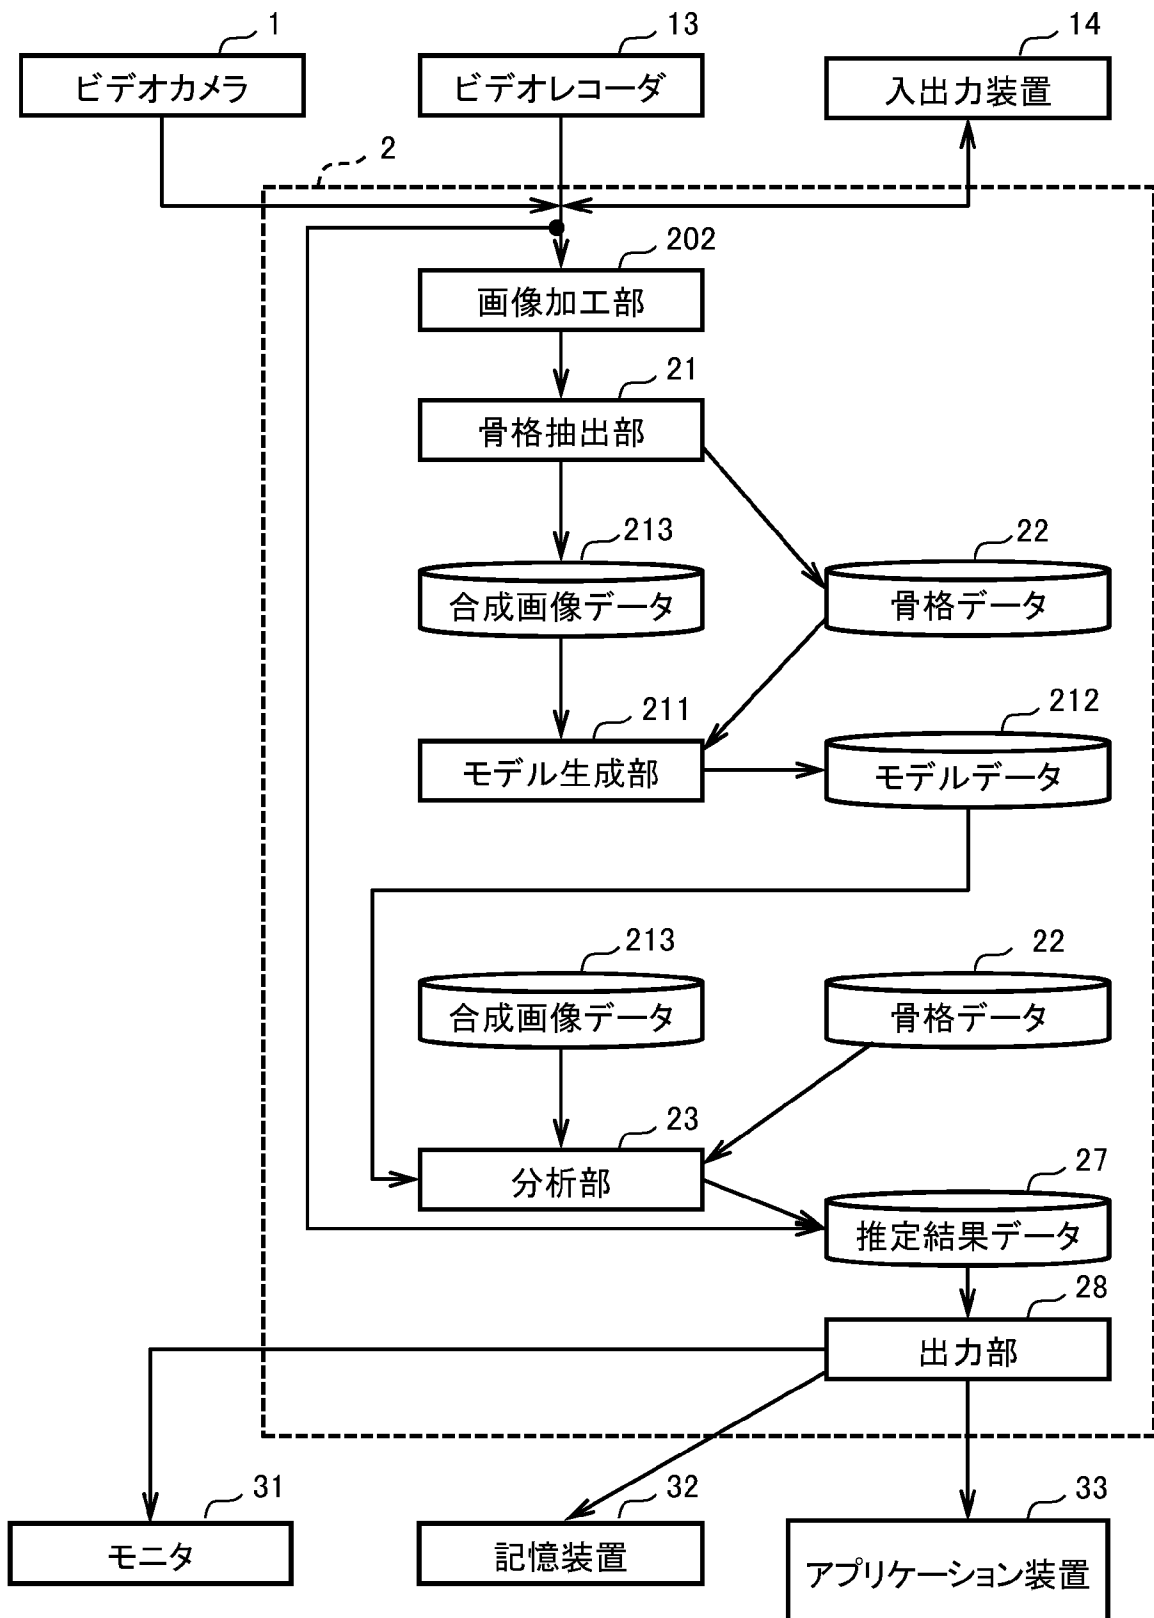 1
ビデオカメラ
13
ビデオレコーダ
14
入出力装置
2
202
画像加工部
21
骨格抽出部
213
合成画像データ
22
骨格データ
211
モデル生成部
212
モデルデータ
213
合成画像データ
22
骨格データ
23
分析部
27
推定結果データ
28
出力部
31
モニタ
32
記憶装置
33
アプリケーション装置